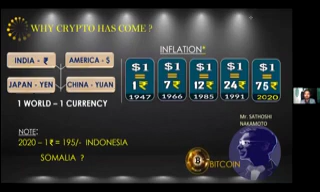 WHY CRYPTO HAS COME ?
INDIA - ₹
AMERICA - $
JAPAN - YEN
CHINA - YUAN
1 WORLD – 1 CURRENCY
INFLATION*
$1 = 1₹ 1947
$1 = 7₹ 1966
$1 = 12₹ 1985
$1 = 24₹ 1991
$1 = 75₹ 2020
NOTE:
2020 – 1 ₹ = 195/- INDONESIA
SOMALIA ?
Mr. SATHOSHI
NAKAMOTO
BITCOIN